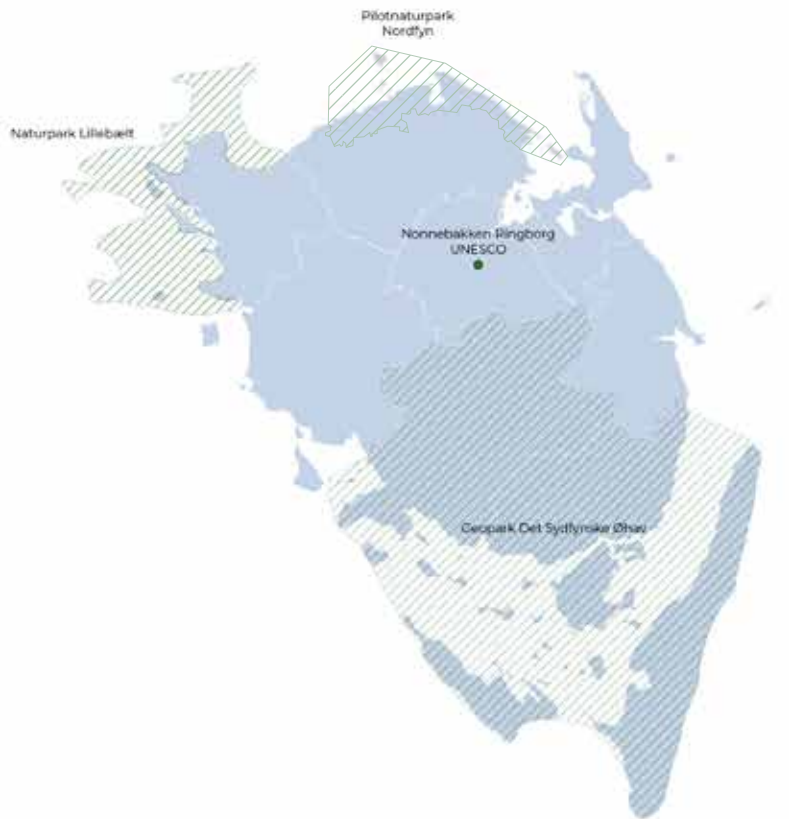 Pilotnaturpark
Nordfyn
Naturpark Lillebælt
Nonnebakken Ringborg
UNESCO
Geopark Det Sydfynske Øhav